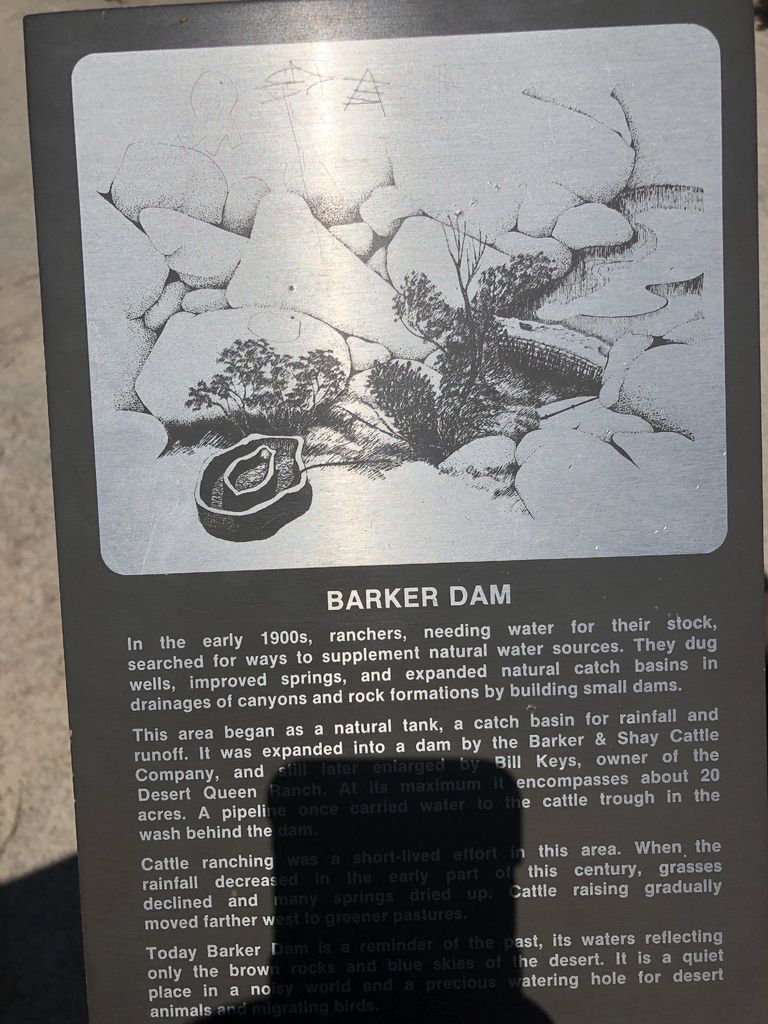 BARKER DAM
In the early 1900s, ranchers, needing water for their stock,
searched for ways to supplement natural water sources. They dug
wells, improved springs, and expanded natural catch basins in
drainages of canyons and rock formations by building small dams.
This area began as a natural tank, a catch basin for rainfall and
runoff. It was expanded into a dam by the Barker & Shay Cattle
Company, and still later enlarged by Bill Keys, owner of the
Desert Queen Ranch. At its maximum it encompasses about 20
acres. A pipeline once carried water to the cattle trough in the
wash behind the dam.
Cattle ranching was a short-lived effort in this area. When the
rainfall decreased in the early part of this century, grasses
declined and many springs dried up. Cattle raising gradually
moved farther west to greener pastures.
Today Barker Dam is a reminder of the past, its waters reflecting
only the brown rocks and blue skies of the desert. It is a quiet
place in a noisy world and a precious watering hole for desert
animals and migrating birds.